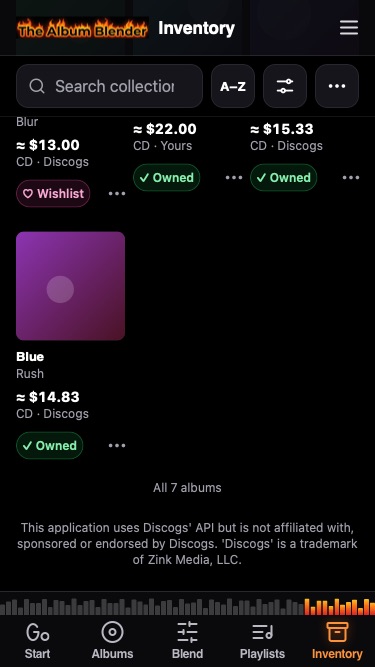 The Album Blender Inventory
Search collection
A–Z
Blur
≈ $13.00
CD · Discogs
Wishlist
≈ $22.00
CD · Yours
Owned
≈ $15.33
CD · Discogs
Owned
Blue
Rush
≈ $14.83
CD · Discogs
Owned
All 7 albums
This application uses Discogs' API but is not affiliated with,
sponsored or endorsed by Discogs. 'Discogs' is a trademark
of Zink Media, LLC.
Go
Start
Albums
Blend
Playlists
Inventory